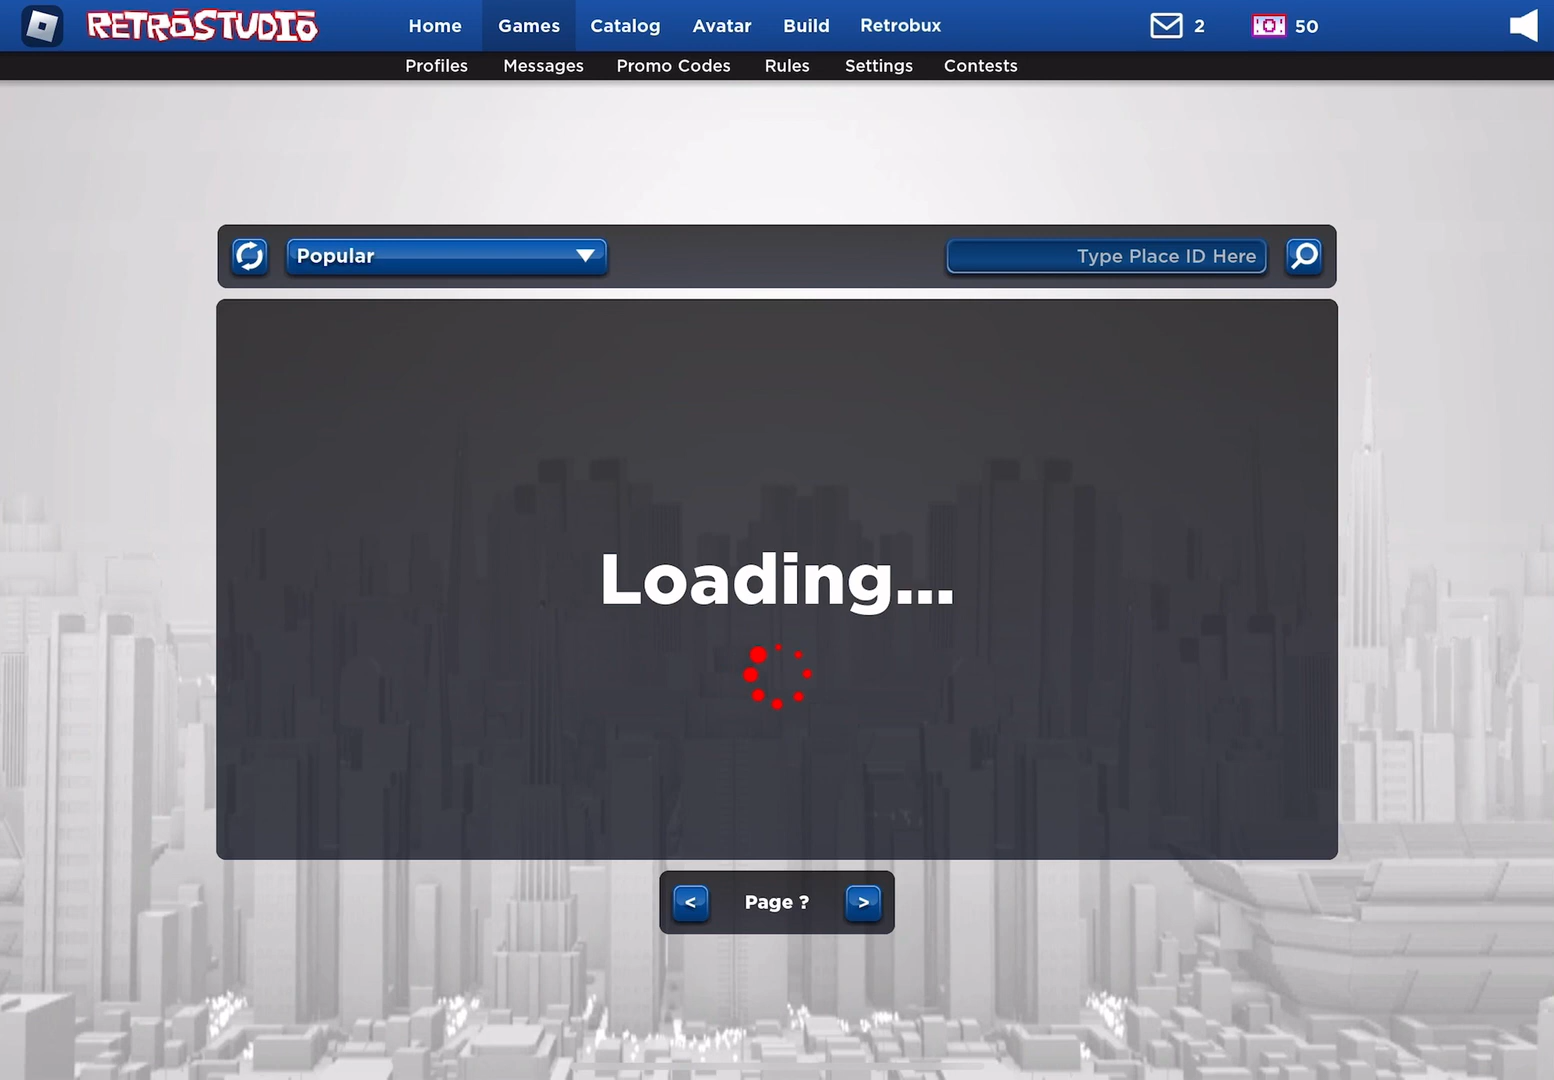 RETRŌSTUDIŌ Home Games Catalog Avatar Build Retrobux 2 50
Profiles Messages Promo Codes Rules Settings Contests
Popular Type Place ID Here
Loading...
< Page ? >